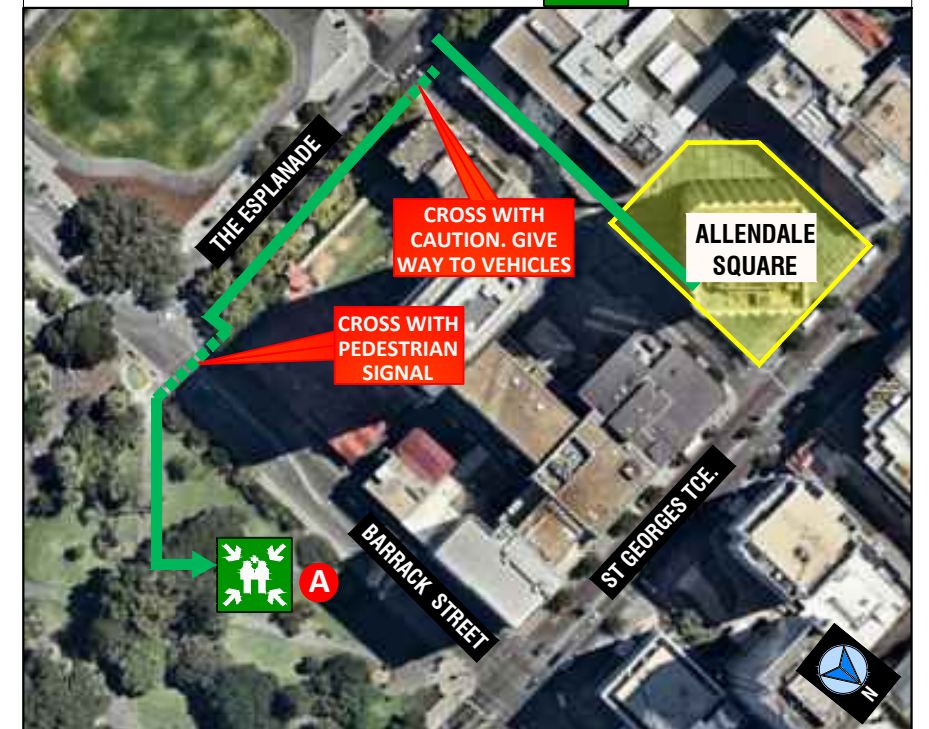 THE ESPLANADE
CROSS WITH
CAUTION. GIVE
WAY TO VEHICLES
ALLENDALE
SQUARE
CROSS WITH
PEDESTRIAN
SIGNAL
ST GEORGES TCE.
BARRACK STREET
A
N